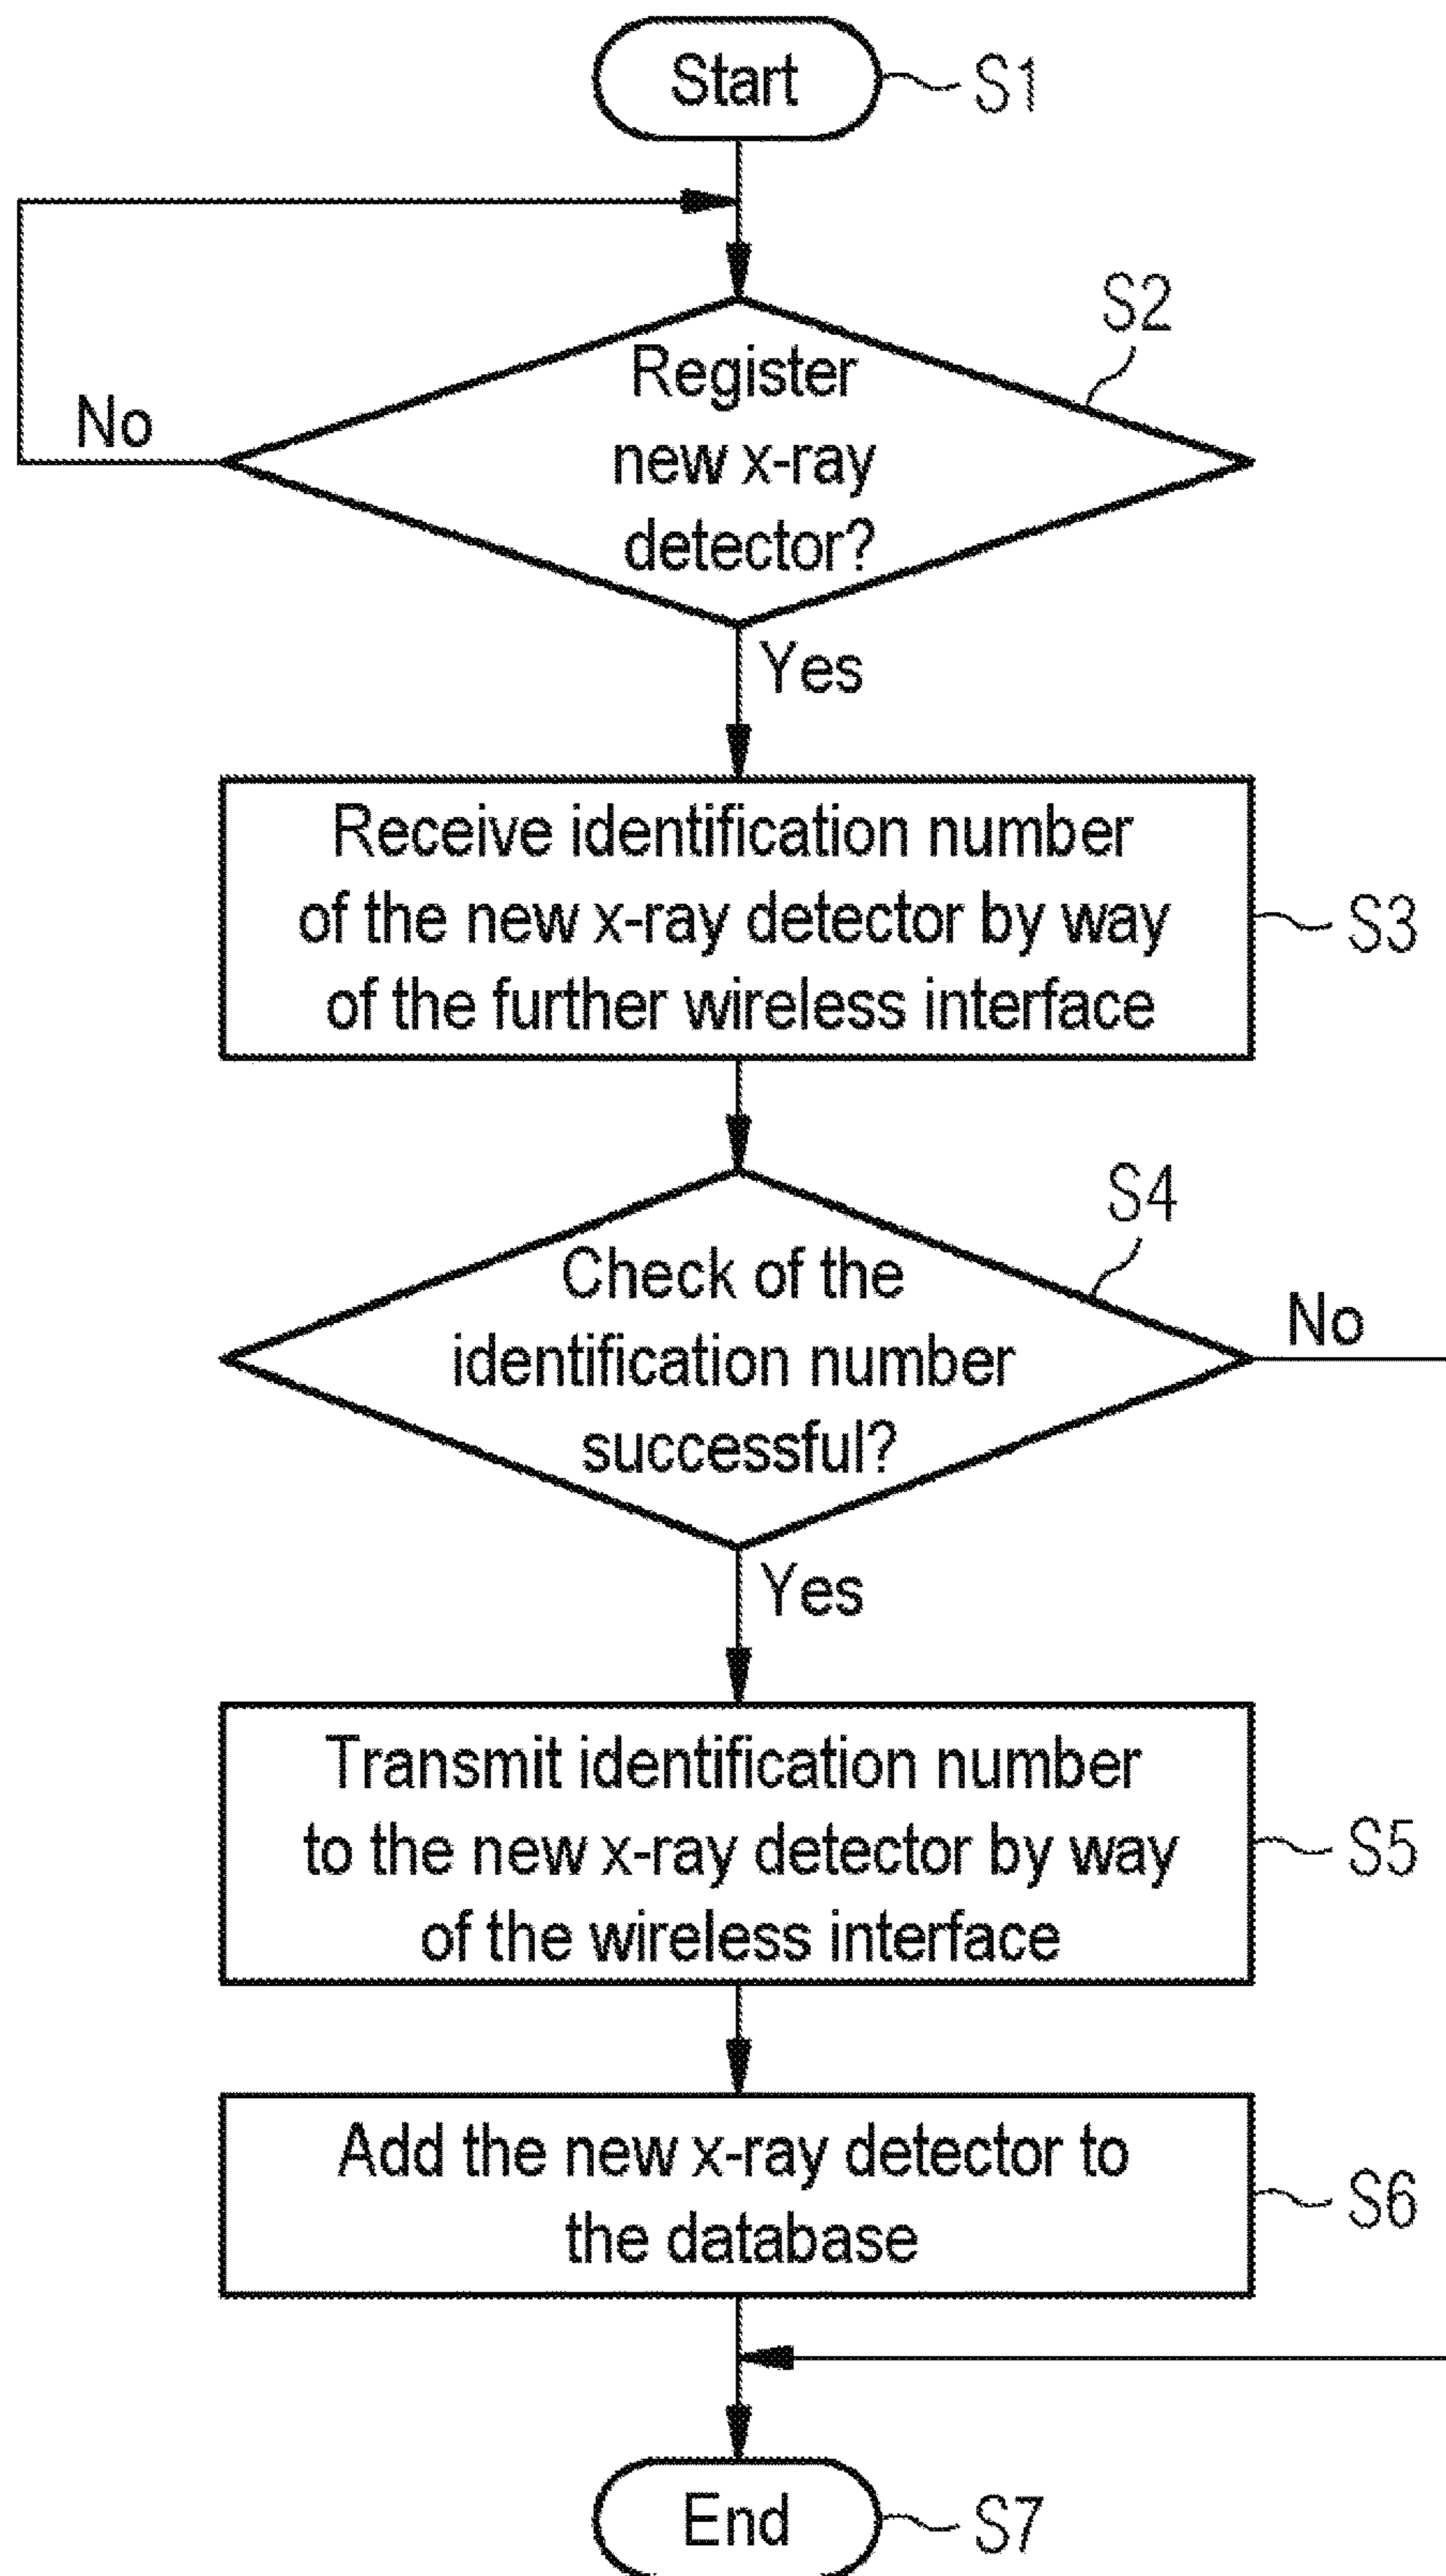 Start
S1
S2
Register
new x-ray
detector?
No
Yes
Receive identification number
of the new x-ray detector by way
of the further wireless interface
S3
S4
Check of the
identification number
successful?
No
Yes
Transmit identification number
to the new x-ray detector by way
of the wireless interface
S5
Add the new x-ray detector to
the database
S6
End
S7